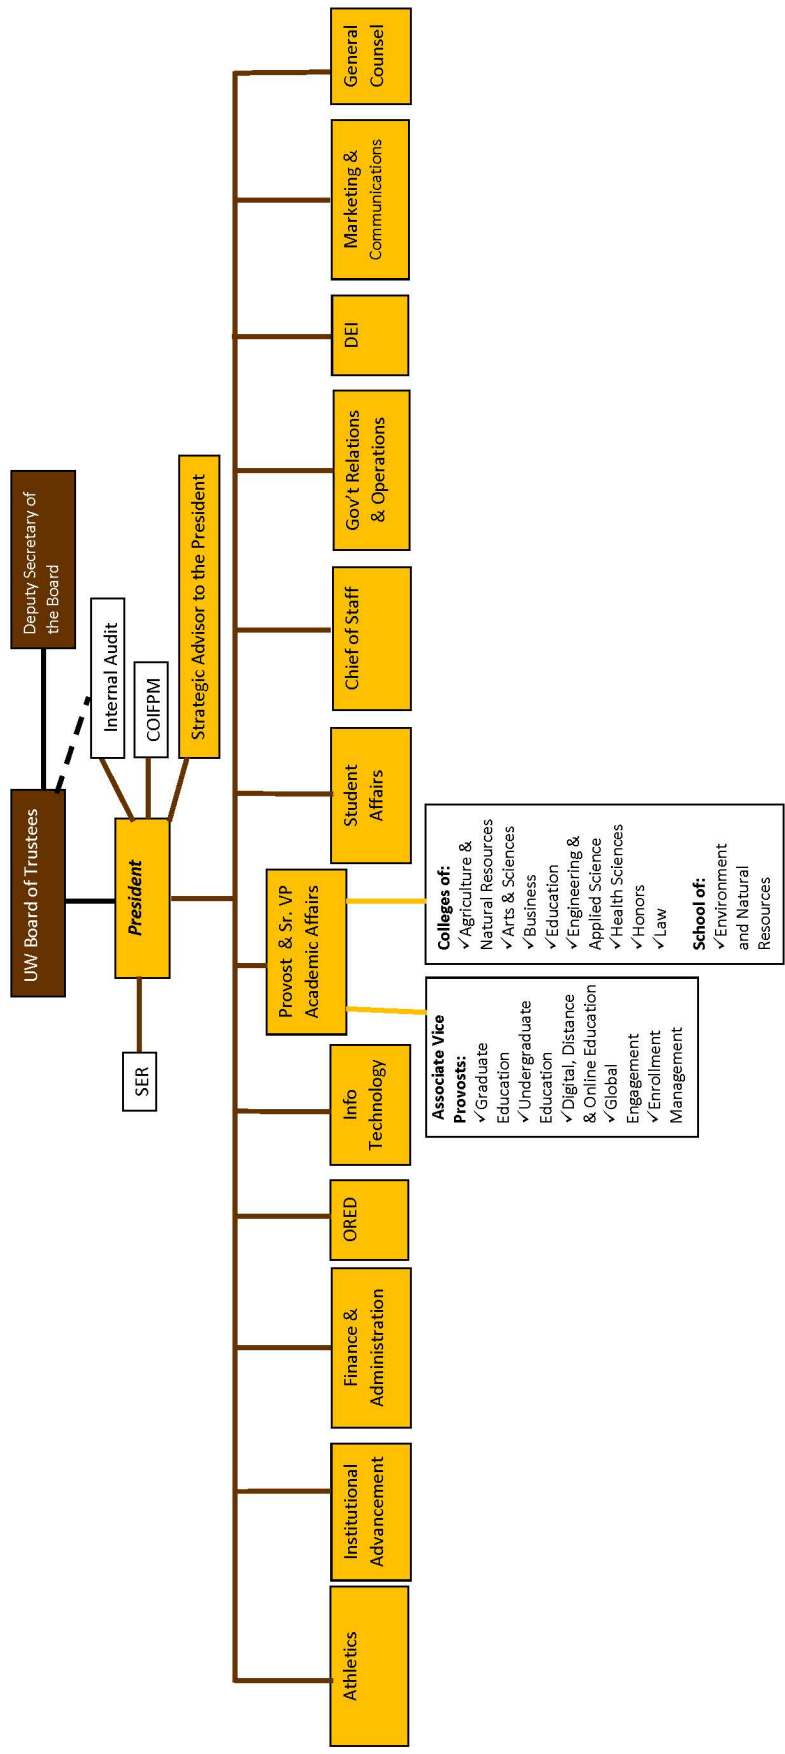 UW Board of Trustees
Deputy Secretary of
the Board
Internal Audit
COIFPM
Strategic Advisor to the President
President
SER
Athletics
Institutional
Advancement
Finance &
Administration
ORED
Info
Technology
Provost & Sr. VP
Academic Affairs
Student
Affairs
Chief of Staff
Gov't Relations
& Operations
DEI
Marketing &
Communications
General
Counsel
Associate Vice
Provosts:
✓Graduate
Education
✓Undergraduate
Education
✓Digital, Distance
& Online Education
✓Global
Engagement
✓Enrollment
Management
Colleges of:
✓Agriculture &
Natural Resources
✓Arts & Sciences
✓Business
✓Education
✓Engineering &
Applied Science
✓Health Sciences
✓Honors
✓Law
School of:
✓Environment
and Natural
Resources